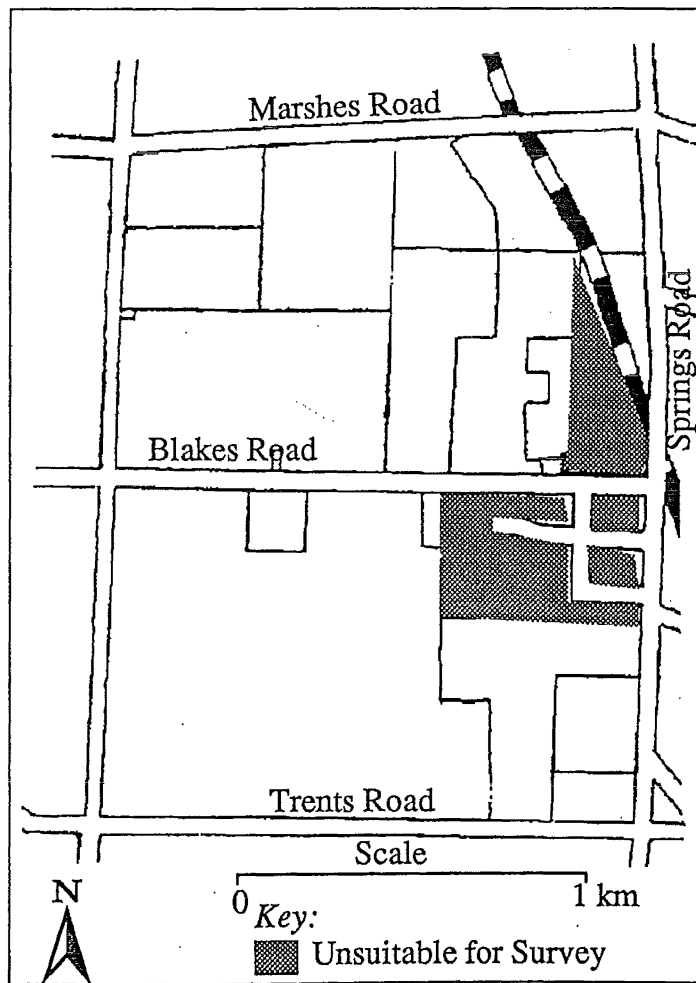 Marshes Road
Springs Road
Blakes Road
Trents Road
Scale
0 1 km
N
Key:
Unsuitable for Survey